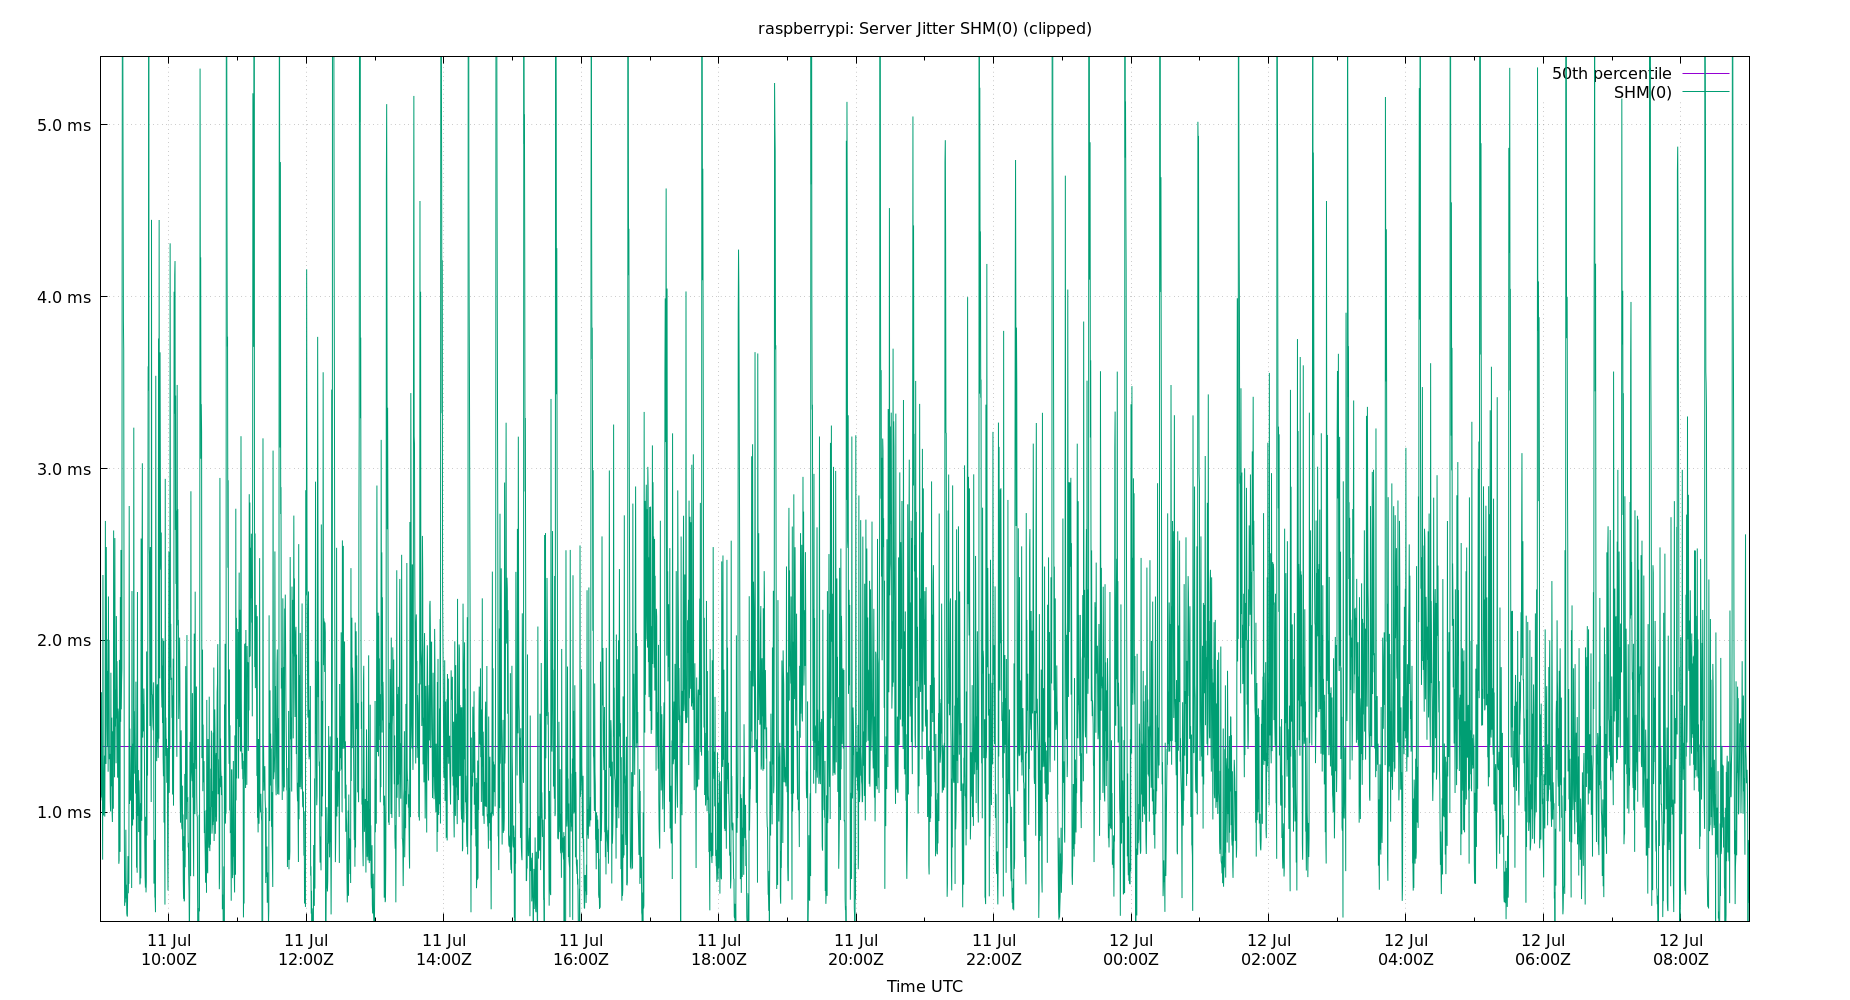 raspberrypi: Server Jitter SHM(0) (clipped)
50th percentile
SHM(0)
5.0 ms
4.0 ms
3.0 ms
2.0 ms
1.0 ms
11 Jul 11 Jul 11 Jul 11 Jul 11 Jul 11 Jul 11 Jul 12 Jul 12 Jul 12 Jul 12 Jul 12 Jul
10:00Z 12:00Z 14:00Z 16:00Z 18:00Z 20:00Z 22:00Z 00:00Z 02:00Z 04:00Z 06:00Z 08:00Z
Time UTC